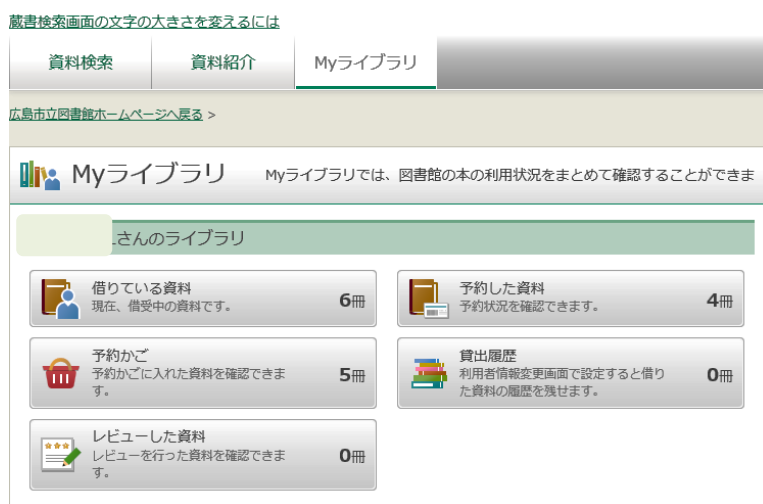 蔵書検索画面の文字の大きさを変えるには
資料検索 資料紹介 Myライブラリ
広島市立図書館ホームページへ戻る >
Myライブラリ Myライブラリでは、図書館の本の利用状況をまとめて確認することができま
さんのライブラリ
借りている資料
現在、借受中の資料です。
6冊
予約した資料
予約状況を確認できます。
4冊
予約かご
予約かごに入れた資料を確認できま
す。
5冊
貸出履歴
利用者情報変更画面で設定すると借り
た資料の履歴を残せます。
0冊
レビューした資料
レビューを行った資料を確認できま
す。
0冊